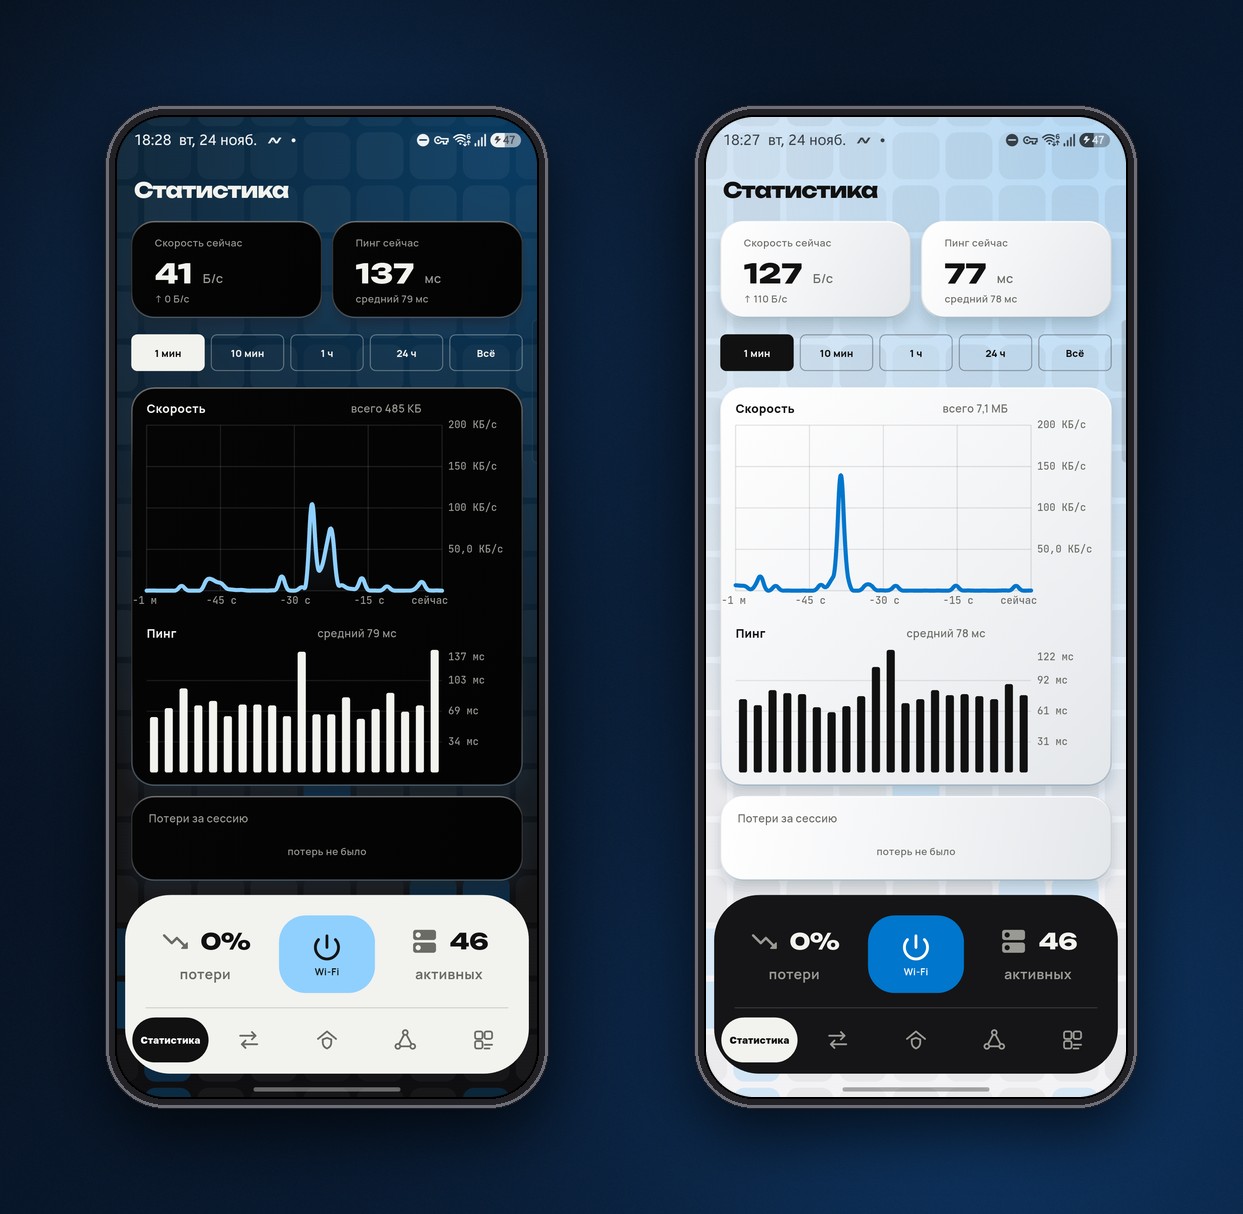 18:28 вт, 24 нояб.
47
Статистика
Скорость сейчас
41 Б/с
↑ 0 Б/с
Пинг сейчас
137 мс
средний 79 мс
1 мин
10 мин
1 ч
24 ч
Всё
Скорость
всего 485 КБ
200 КБ/с
150 КБ/с
100 КБ/с
50,0 КБ/с
-1 м
-45 с
-30 с
-15 с
сейчас
Пинг
средний 79 мс
137 мс
103 мс
69 мс
34 мс
Потери за сессию
потерь не было
0%
потери
Wi-Fi
46
активных
Статистика
18:27 вт, 24 нояб.
6
47
Статистика
Скорость сейчас
127 Б/с
↑ 110 Б/с
Пинг сейчас
77 мс
средний 78 мс
1 мин
10 мин
1 ч
24 ч
Всё
Скорость
всего 7,1 МБ
200 КБ/с
150 КБ/с
100 КБ/с
50,0 КБ/с
-1 м
-45 с
-30 с
-15 с
сейчас
Пинг
средний 78 мс
122 мс
92 мс
61 мс
31 мс
Потери за сессию
потерь не было
0%
потери
Wi-Fi
46
активных
Статистика